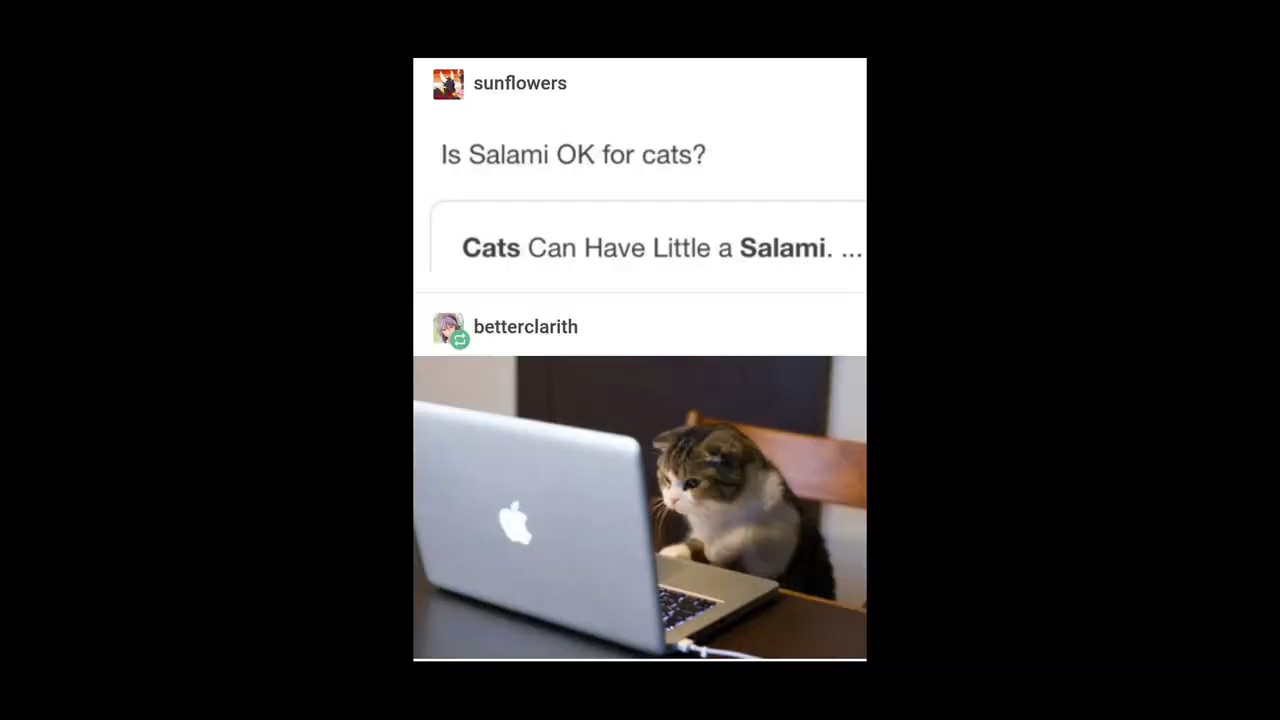 sunflowers
Is Salami OK for cats?
Cats Can Have Little a Salami. ...
betterclarith